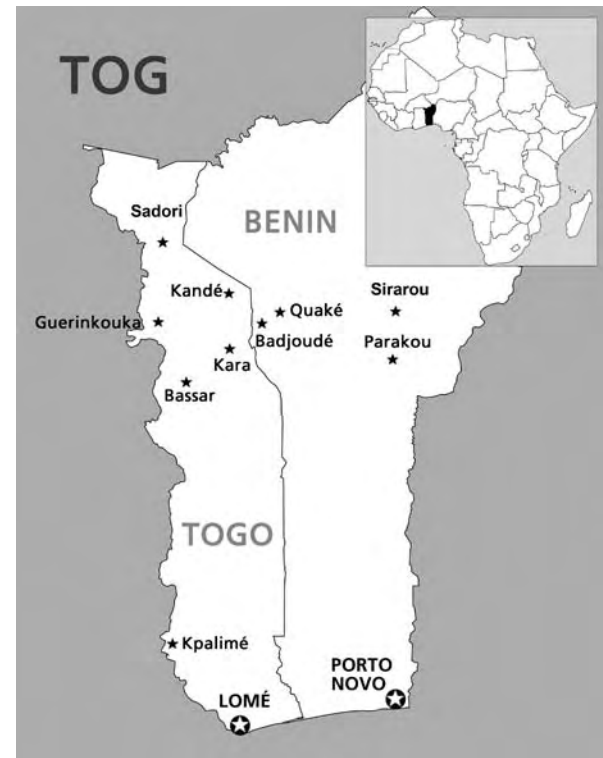 TOG
Sadori
BENIN
Kandé
Quaké
Sirarou
Guerinkouka
Badjoudé
Parakou
Kara
Bassar
TOGO
Kpalimé
PORTO
NOVO
LOMÉ